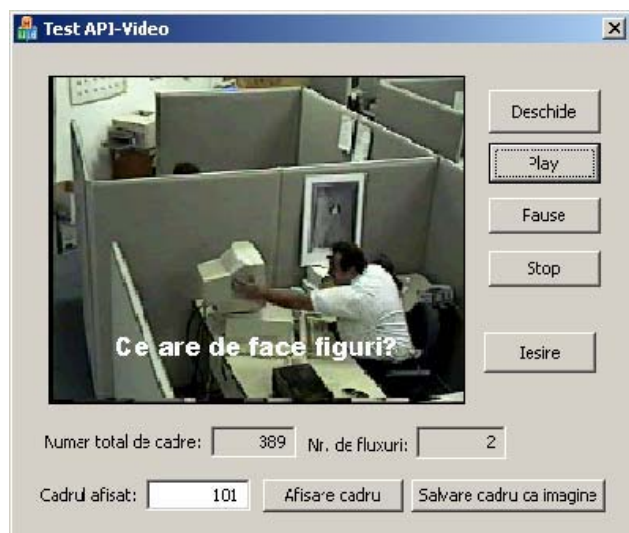 Test API-Video
Deschide
Play
Pause
Stop
Ce are de face figuri?
Iesire
Numar total de cadre: 389 Nr. de fluxuri: 2
Cadrul afisat: 101 Afisare cadru Salvare cadru ca imagine